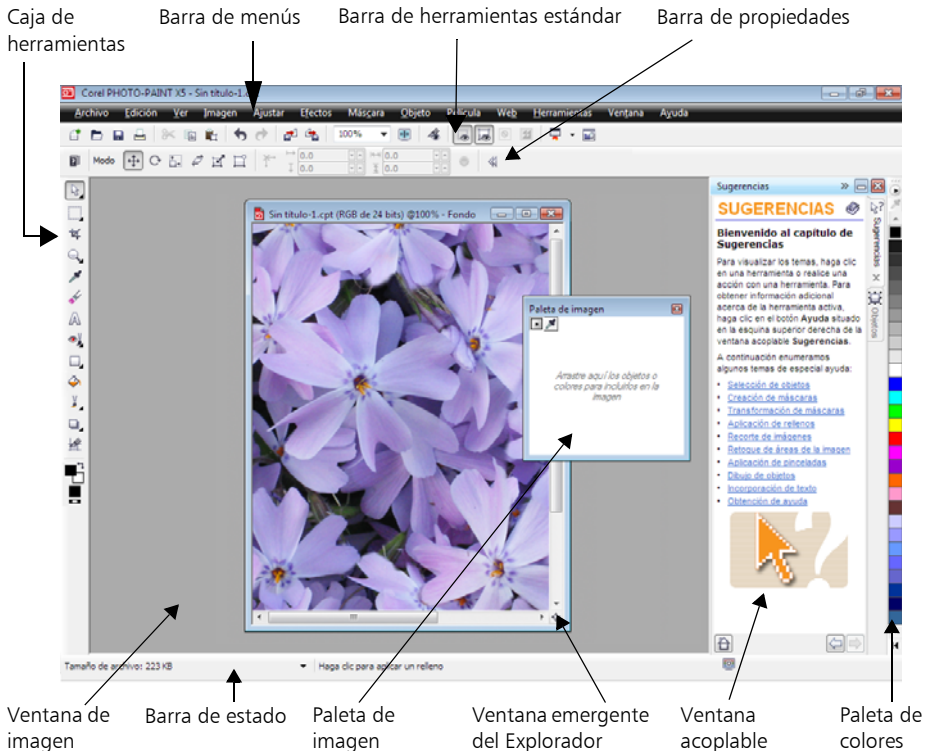 Caja de
herramientas
Barra de menús
Barra de herramientas estándar
Barra de propiedades
Corel PHOTO-PAINT X5 - Sin título-1.
Archivo Edición Ver Imagen Ajustar Efectos Máscara Objeto Película Web Herramientas Ventana Ayuda
100%
Modo
0.0 0.0
0.0 0.0
Sin título-1.cpt (RGB de 24 bits) @100% - Fondo
Paleta de imagen
Arrastre aquí los objetos o
colores para incluirlos en la
imagen
Sugerencias
SUGERENCIAS
Bienvenido al capítulo de
Sugerencias
Para visualizar los temas, haga clic
en una herramienta o realice una
acción con una herramienta. Para
obtener información adicional
acerca de la herramienta activa,
haga clic en el botón Ayuda situado
en la esquina superior derecha de la
ventana acoplable Sugerencias.
A continuación enumeramos
algunos temas de especial ayuda:
• Selección de objetos
• Creación de máscaras
• Transformación de máscaras
• Aplicación de rellenos
• Recorte de imágenes
• Retoque de áreas de la imagen
• Aplicación de pinceladas
• Dibujo de objetos
• Incorporación de texto
• Obtención de ayuda
Sugerencias
Objetos
Tamaño de archivo: 223 KB
Haga clic para aplicar un relleno
Ventana de
imagen
Barra de estado
Paleta de
imagen
Ventana emergente
del Explorador
Ventana
acoplable
Paleta de
colores